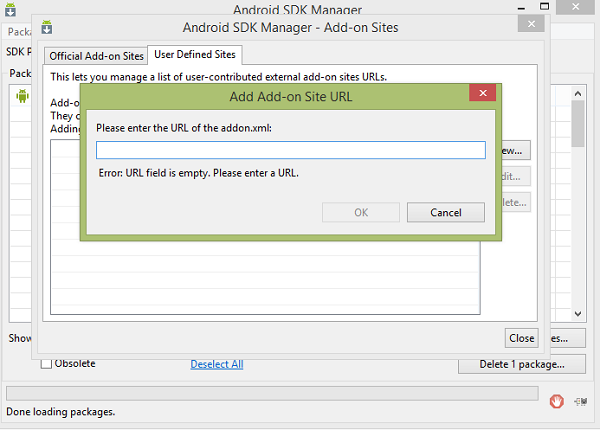 Android SDK Manager
Android SDK Manager - Add-on Sites
Official Add-on Sites
User Defined Sites
This lets you manage a list of user-contributed external add-on sites URLs.
Add Add-on Site URL
Please enter the URL of the addon.xml:
Error: URL field is empty. Please enter a URL.
OK
Cancel
Close
Obsolete
Deselect All
Delete 1 package...
Done loading packages.